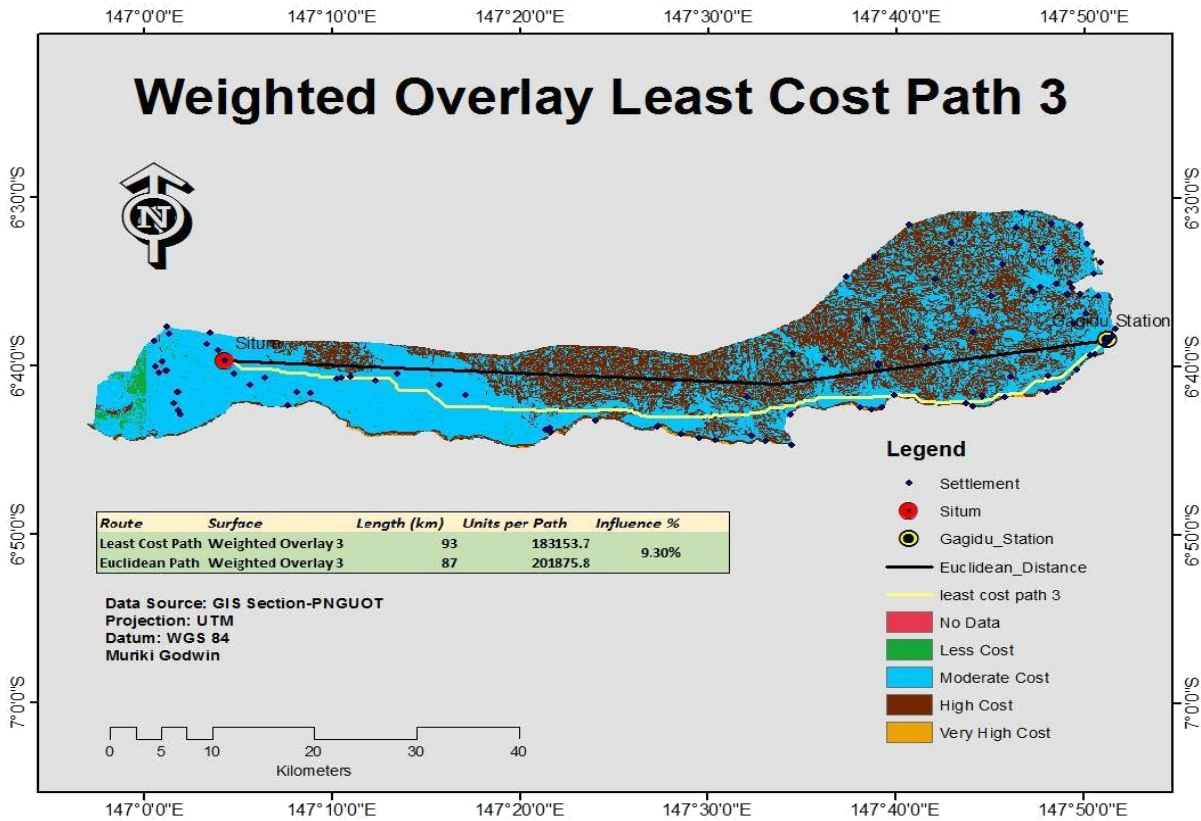 147°0'0"E 147°10'0"E 147°20'0"E 147°30'0"E 147°40'0"E 147°50'0"E
Weighted Overlay Least Cost Path 3
N
6°30'0"S 6°30'0"S
Situm
Gagidu_Station
6°40'0"S 6°40'0"S
Legend
Settlement
Situm
Gagidu_Station
Euclidean_Distance
least cost path 3
No Data
Less Cost
Moderate Cost
High Cost
Very High Cost
6°50'0"S 6°50'0"S
Route Surface Length (km) Units per Path Influence %
Least Cost Path Weighted Overlay 3 93 183153.7 9.30%
Euclidean Path Weighted Overlay 3 87 201875.8
Data Source: GIS Section-PNGUOT
Projection: UTM
Datum: WGS 84
Muriki Godwin
7°0'0"S 7°0'0"S
0 5 10 20 30 40
Kilometers
147°0'0"E 147°10'0"E 147°20'0"E 147°30'0"E 147°40'0"E 147°50'0"E